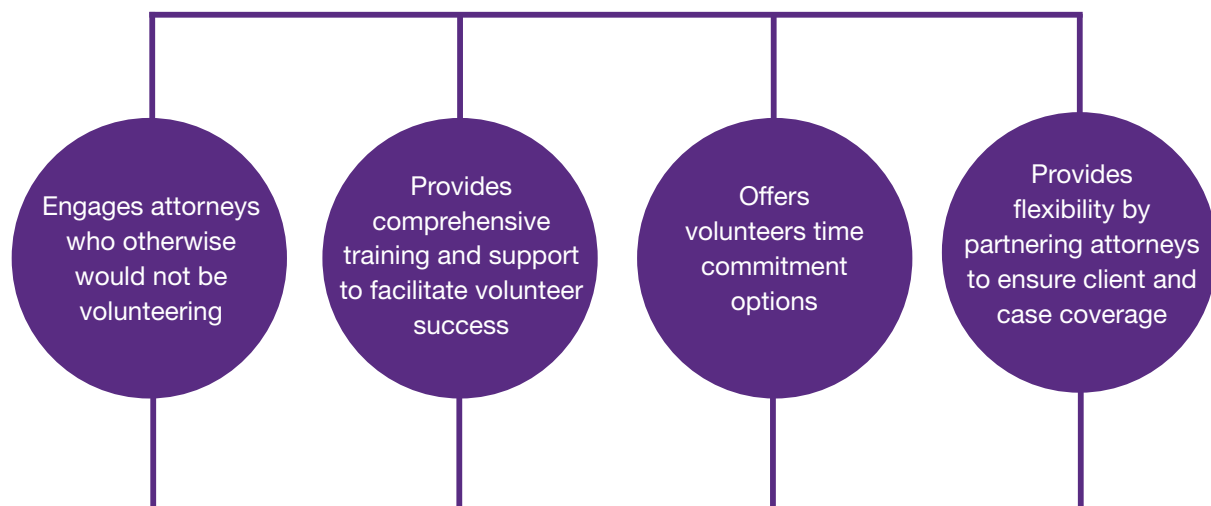 Engages attorneys
who otherwise
would not be
volunteering
Provides
comprehensive
training and support
to facilitate volunteer
success
Offers
volunteers time
commitment
options
Provides
flexibility by
partnering attorneys
to ensure client and
case coverage